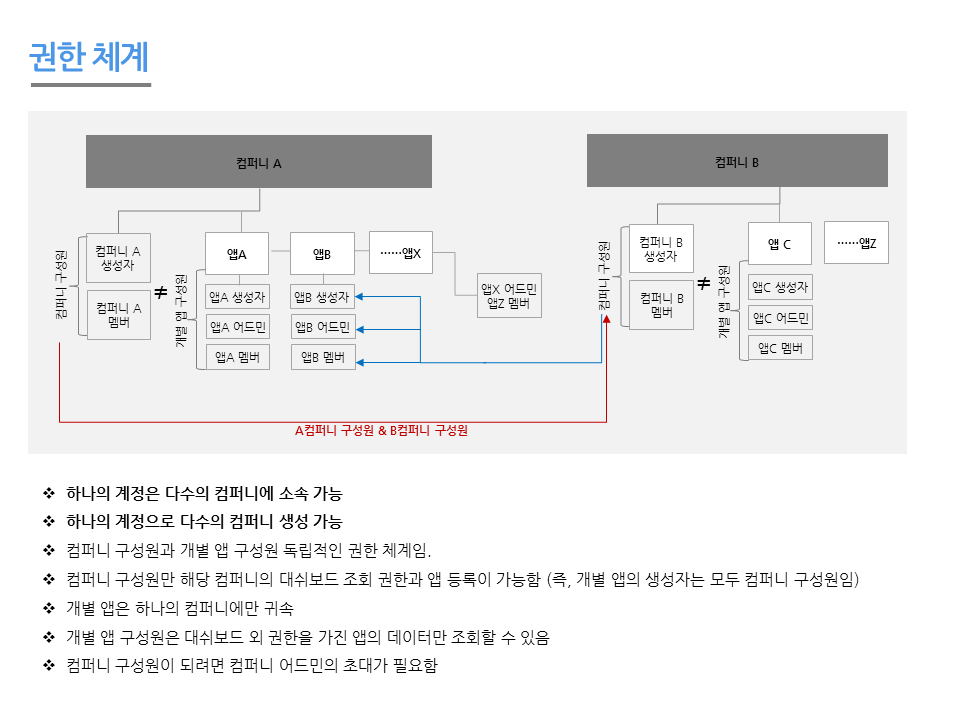 권한 체계
컴퍼니 A
컴퍼니 B
컴퍼니 구성원
컴퍼니 A
생성자
컴퍼니 A
멤버
≠
개별 앱 구성원
앱A
앱A 생성자
앱A 어드민
앱A 멤버
앱B
앱B 생성자
앱B 어드민
앱B 멤버
……앱X
앱X 어드민
앱Z 멤버
컴퍼니 구성원
컴퍼니 B
생성자
컴퍼니 B
멤버
≠
개별 앱 구성원
앱 C
앱C 생성자
앱C 어드민
앱C 멤버
……앱Z
A컴퍼니 구성원 & B컴퍼니 구성원
❖ 하나의 계정은 다수의 컴퍼니에 소속 가능
❖ 하나의 계정으로 다수의 컴퍼니 생성 가능
❖ 컴퍼니 구성원과 개별 앱 구성원 독립적인 권한 체계임.
❖ 컴퍼니 구성원만 해당 컴퍼니의 대쉬보드 조회 권한과 앱 등록이 가능함 (즉, 개별 앱의 생성자는 모두 컴퍼니 구성원임)
❖ 개별 앱은 하나의 컴퍼니에만 귀속
❖ 개별 앱 구성원은 대쉬보드 외 권한을 가진 앱의 데이터만 조회할 수 있음
❖ 컴퍼니 구성원이 되려면 컴퍼니 어드민의 초대가 필요함